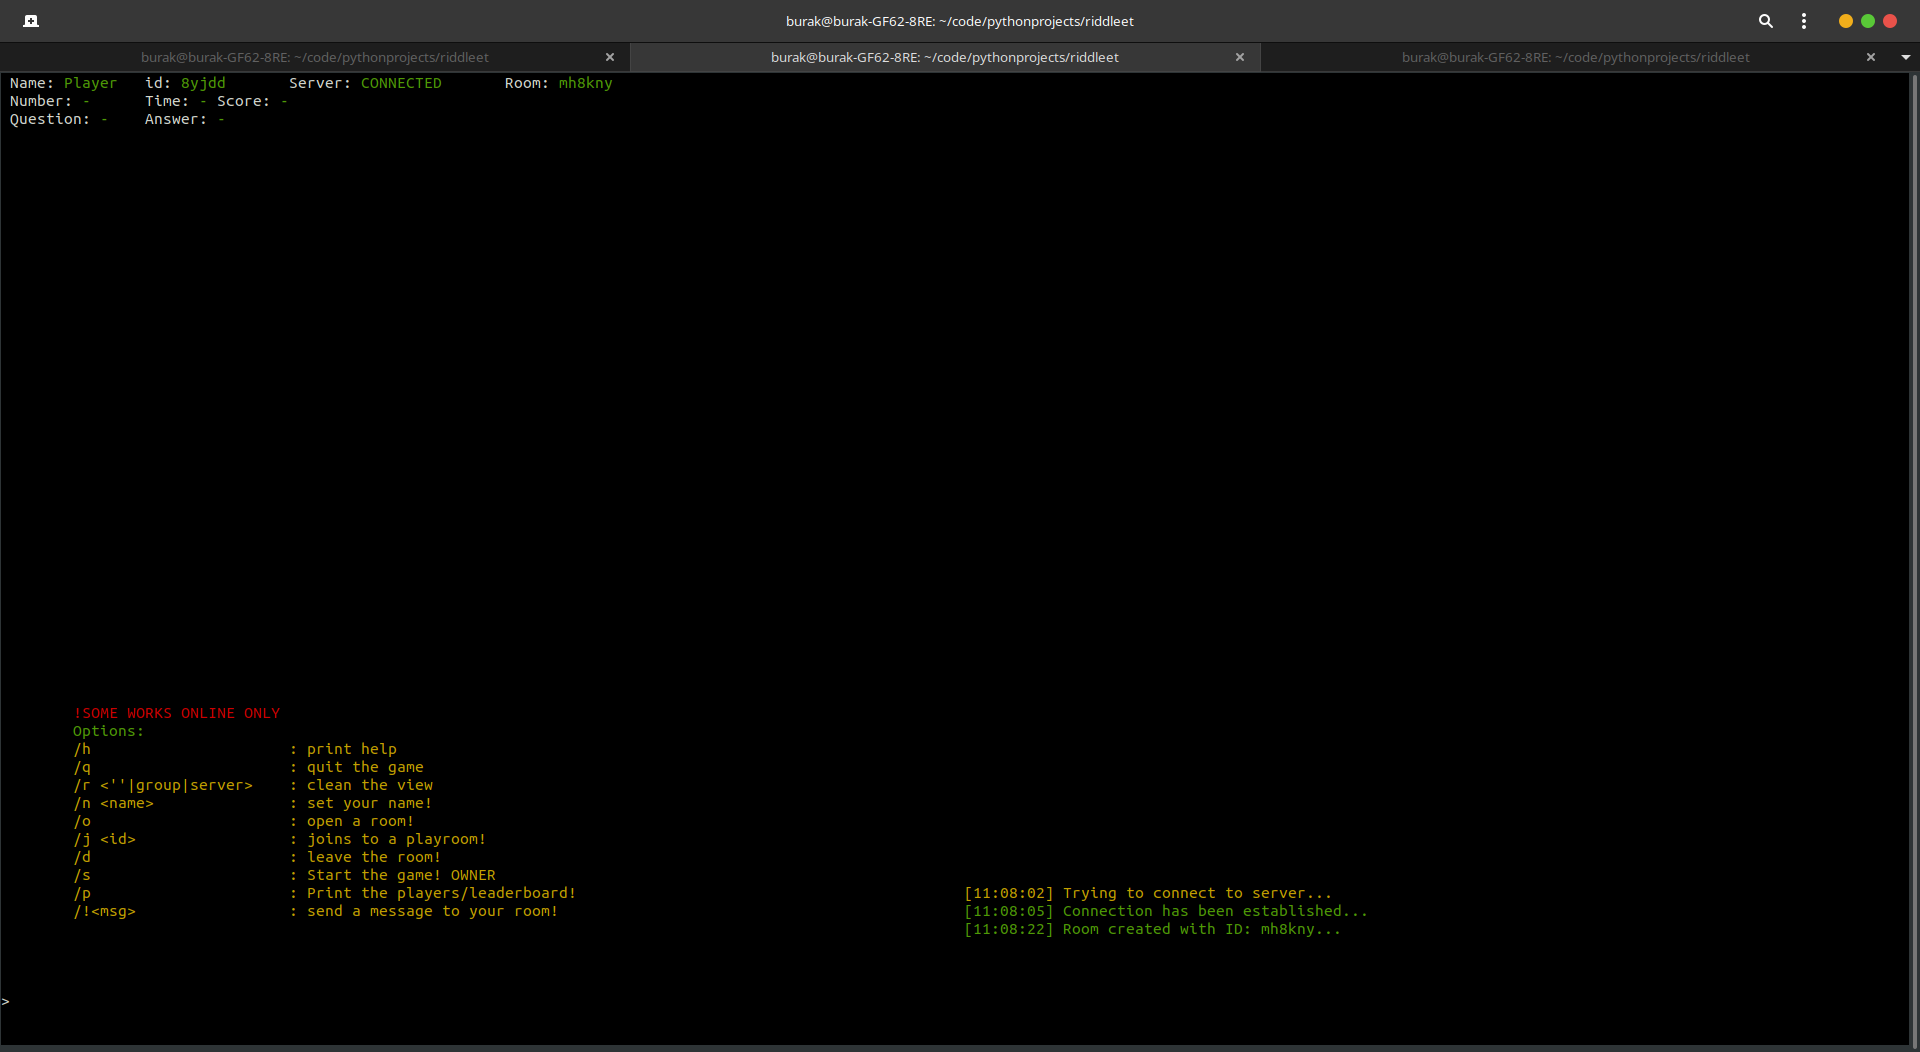 burak@burak-GF62-8RE: ~/code/pythonprojects/riddleet
burak@burak-GF62-8RE: ~/code/pythonprojects/riddleet burak@burak-GF62-8RE: ~/code/pythonprojects/riddleet burak@burak-GF62-8RE: ~/code/pythonprojects/riddleet
Name: Player id: 8yjdd Server: CONNECTED Room: mh8kny
Number: - Time: - Score: -
Question: - Answer: -
!SOME WORKS ONLINE ONLY
Options:
/h : print help
/q : quit the game
/r <''|group|server> : clean the view
/n <name> : set your name!
/o : open a room!
/j <id> : joins to a playroom!
/d : leave the room!
/s : Start the game! OWNER
/p : Print the players/leaderboard!
/!<msg> : send a message to your room!
[11:08:02] Trying to connect to server...
[11:08:05] Connection has been established...
[11:08:22] Room created with ID: mh8kny...
>